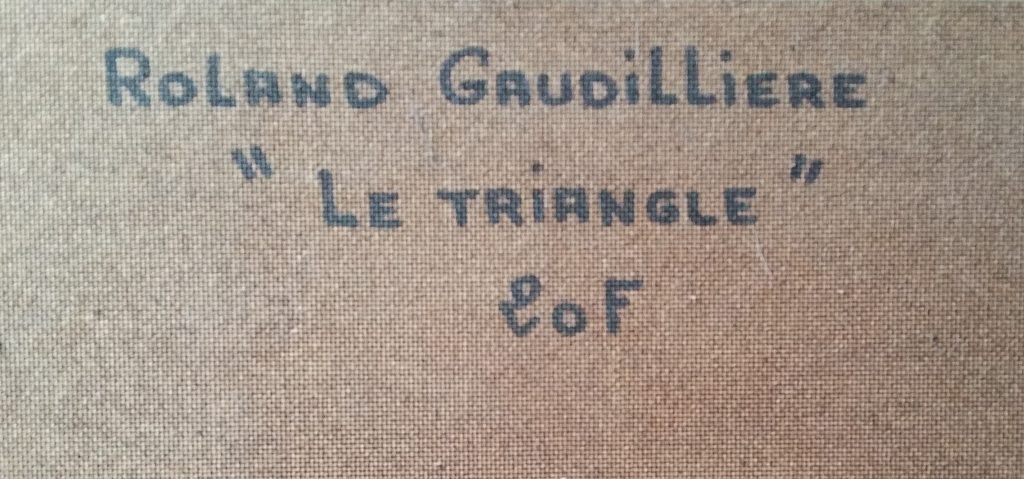 Roland Gaudilliere
" Le triangle "
20F